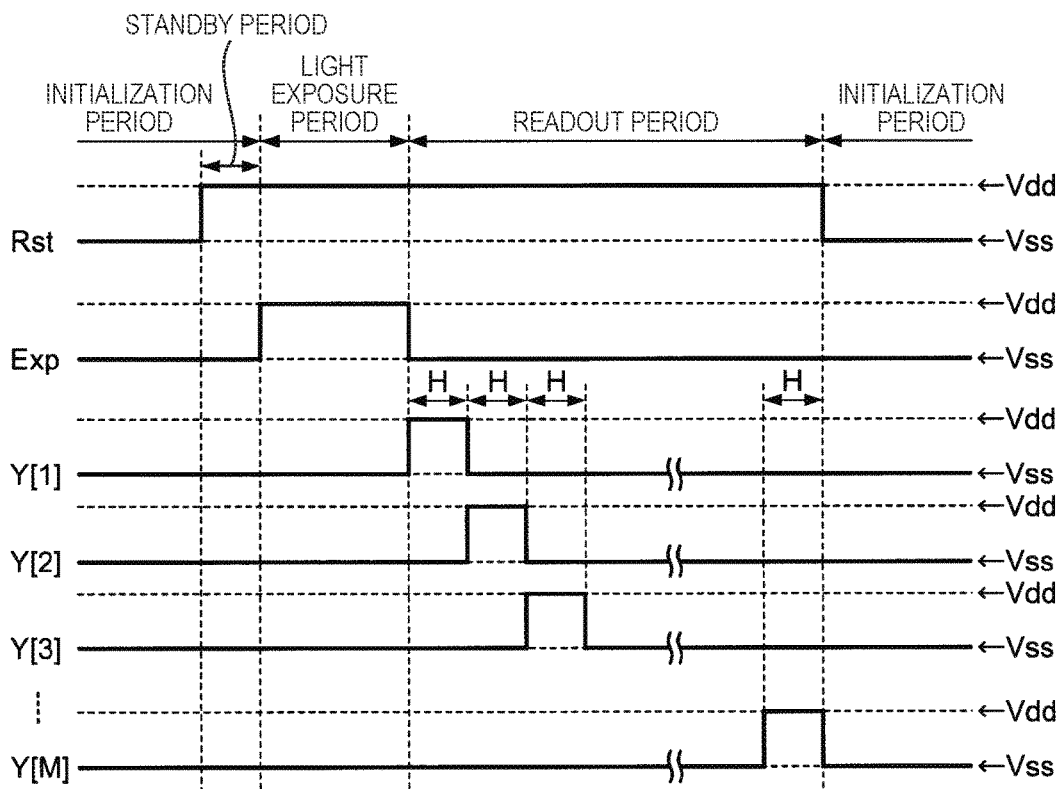 STANDBY PERIOD
INITIALIZATION
PERIOD
LIGHT
EXPOSURE
PERIOD
READOUT PERIOD
INITIALIZATION
PERIOD
←Vdd
Rst
←Vss
←Vdd
Exp
←Vss
H H H H
←Vdd
Y[1]
←Vss
←Vdd
Y[2]
←Vss
←Vdd
Y[3]
←Vss
←Vdd
Y[M]
←Vss